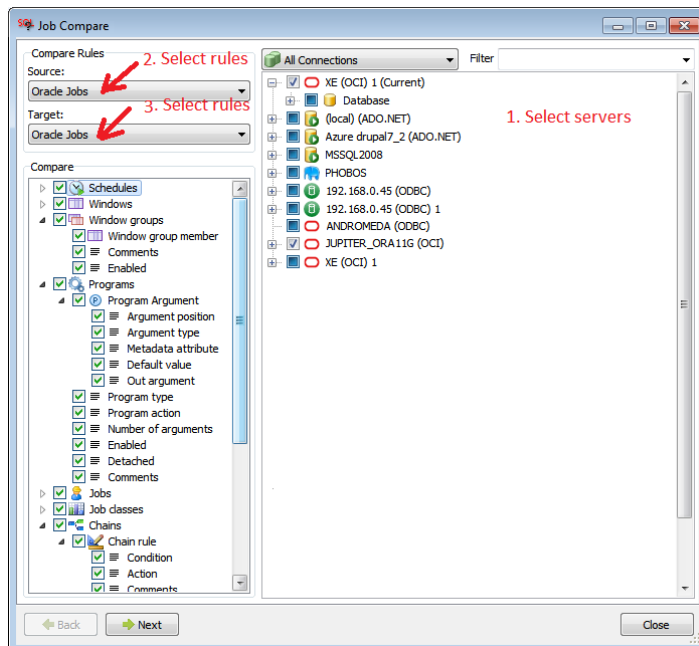 SQL Job Compare
Compare Rules
2. Select rules
Source:
Oracle Jobs
3. Select rules
Target:
Oracle Jobs
Compare
Schedules
Windows
Window groups
Window group member
Comments
Enabled
Programs
Program Argument
Argument position
Argument type
Metadata attribute
Default value
Out argument
Program type
Program action
Number of arguments
Enabled
Detached
Comments
Jobs
Job classes
Chains
Chain rule
Condition
Action
Comments
All Connections
Filter
XE (OCI) 1 (Current)
Database
1. Select servers
(local) (ADO.NET)
Azure drupal7_2 (ADO.NET)
MSSQL2008
PHOBOS
192.168.0.45 (ODBC)
192.168.0.45 (ODBC) 1
ANDROMEDA (ODBC)
JUPITER_ORA11G (OCI)
XE (OCI) 1
Back
Next
Close